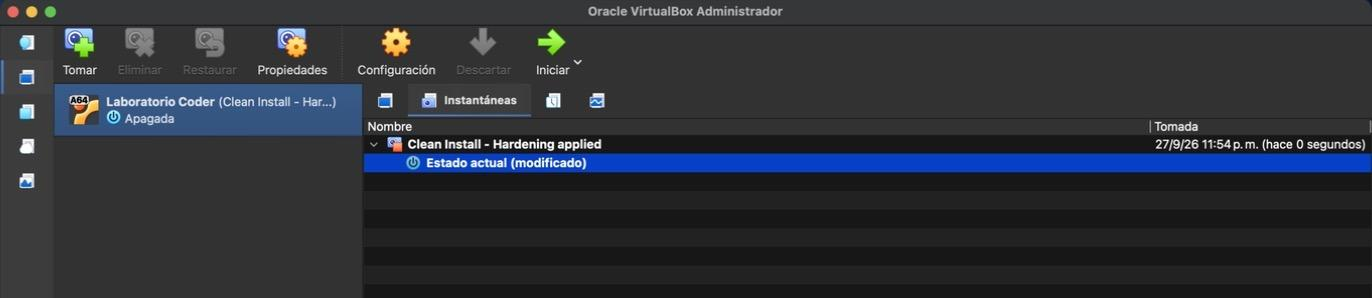 Oracle VirtualBox Administrador
Tomar Eliminar Restaurar Propiedades Configuración Descartar Iniciar
A64
Laboratorio Coder (Clean Install - Har...)
Apagada
Instantáneas
Nombre Tomada
Clean Install - Hardening applied 27/9/26 11:54 p. m. (hace 0 segundos)
Estado actual (modificado)